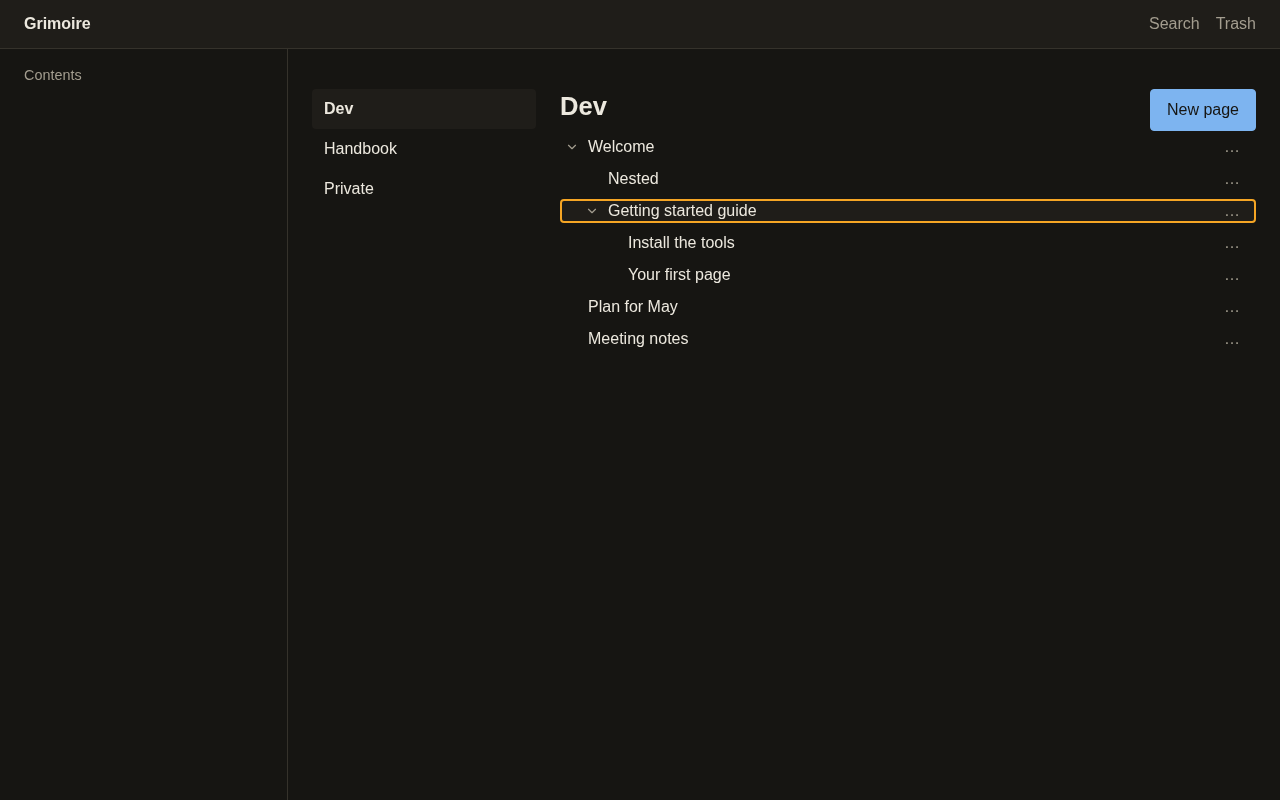 Grimoire
Search Trash
Contents
Dev
Handbook
Private
Dev
New page
Welcome ...
Nested ...
Getting started guide ...
Install the tools ...
Your first page ...
Plan for May ...
Meeting notes ...